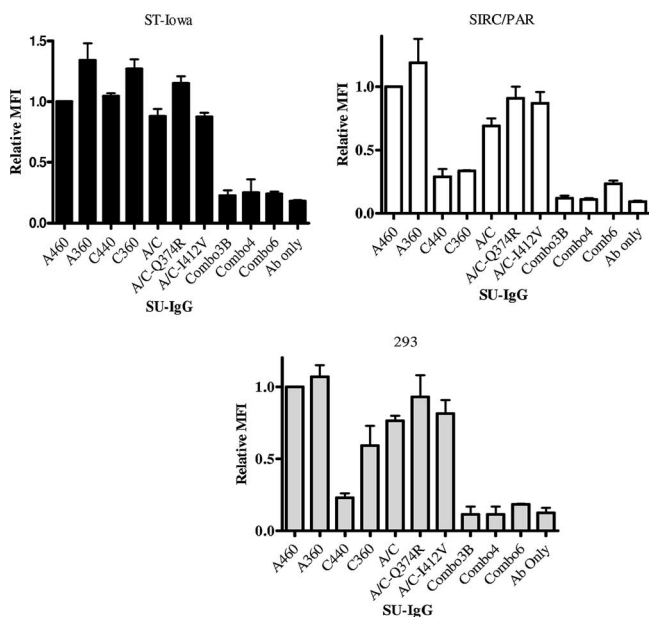 ST-Iowa
Relative MFI
1.5
1.0
0.5
0.0
A460
A360
C440
C360
A/C
A/C-Q374R
A/C-I412V
Combo3B
Combo4
Combo6
Ab only
SU-IgG
SIRC/PAR
Relative MFI
1.0
0.5
0.0
A460
A360
C440
C360
A/C
A/C-Q374R
A/C-I412V
Combo3B
Combo4
Comb6
Ab only
SU-IgG
293
Relative MFI
1.0
0.5
0.0
A460
A360
C440
C360
A/C
A/C-Q374R
A/C-I412V
Combo3B
Combo4
Combo6
Ab Only
SU-IgG